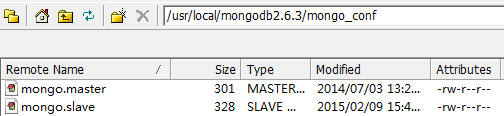 /usr/local/mongodb2.6.3/mongo_conf
Remote Name / Size Type Modified Attributes
mongo.master 301 MASTER... 2014/07/03 13:2... -rw-r--r--
mongo.slave 328 SLAVE ... 2015/02/09 15:4... -rw-r--r--